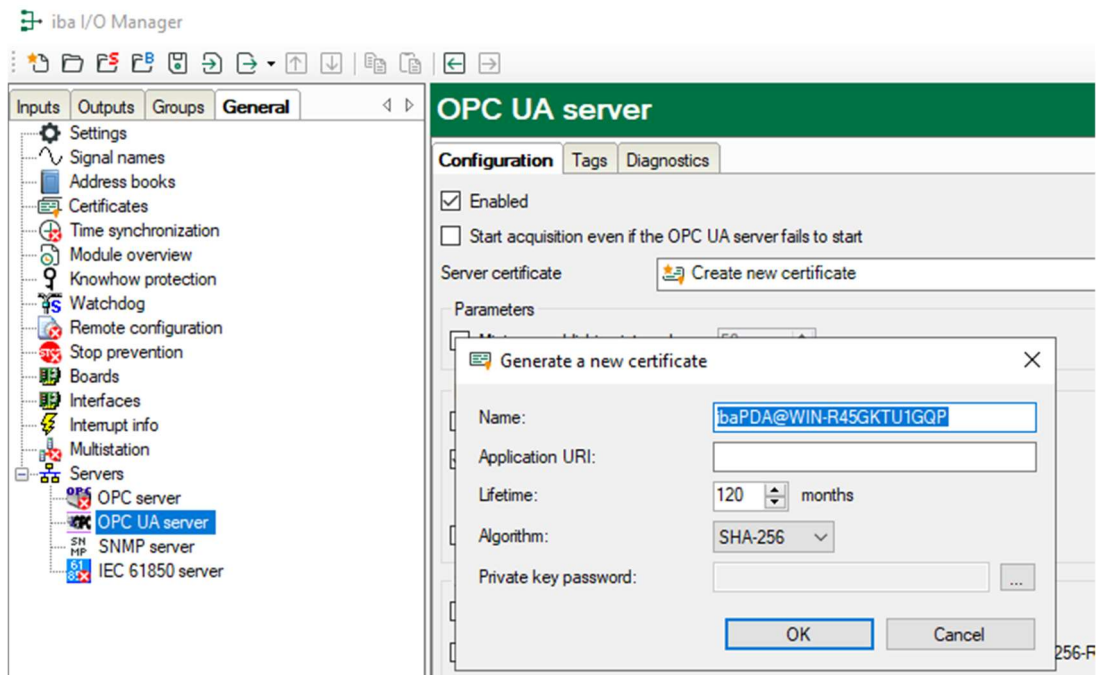 iba I/O Manager
Inputs Outputs Groups General
Settings
Signal names
Address books
Certificates
Time synchronization
Module overview
Knowhow protection
Watchdog
Remote configuration
Stop prevention
Boards
Interfaces
Interrupt info
Multistation
Servers
OPC server
OPC UA server
SNMP server
IEC 61850 server
OPC UA server
Configuration Tags Diagnostics
Enabled
Start acquisition even if the OPC UA server fails to start
Server certificate Create new certificate
Parameters
Generate a new certificate
Name: ibaPDA@WIN-R45GKTU1GQP
Application URI:
Lifetime: 120 months
Algorithm: SHA-256
Private key password: ...
OK Cancel